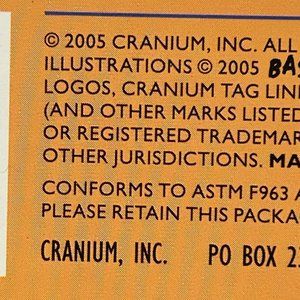 © 2005 CRANIUM, INC. ALL
ILLUSTRATIONS © 2005 BAS
LOGOS, CRANIUM TAG LIN
(AND OTHER MARKS LISTED
OR REGISTERED TRADEMAR
OTHER JURISDICTIONS. MA
CONFORMS TO ASTM F963 A
PLEASE RETAIN THIS PACKA
CRANIUM, INC. PO BOX 2